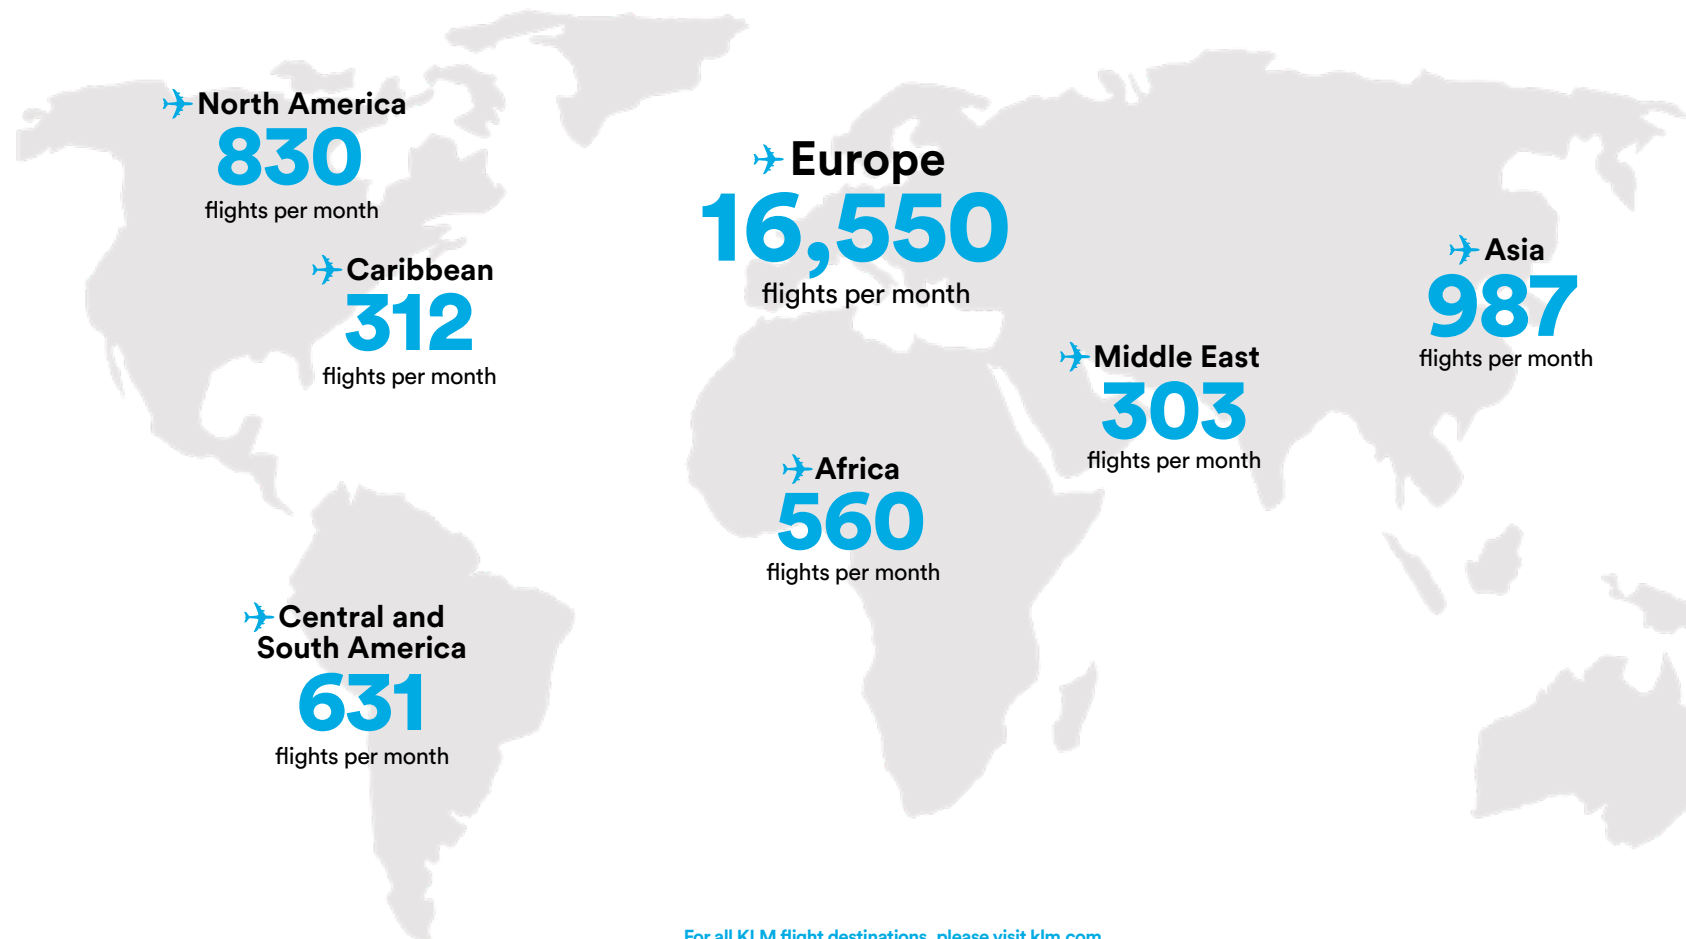 North America
830
flights per month
Caribbean
312
flights per month
Central and
South America
631
flights per month
Europe
16,550
flights per month
Africa
560
flights per month
Middle East
303
flights per month
Asia
987
flights per month
For all KLM flight destinations, please visit klm.com